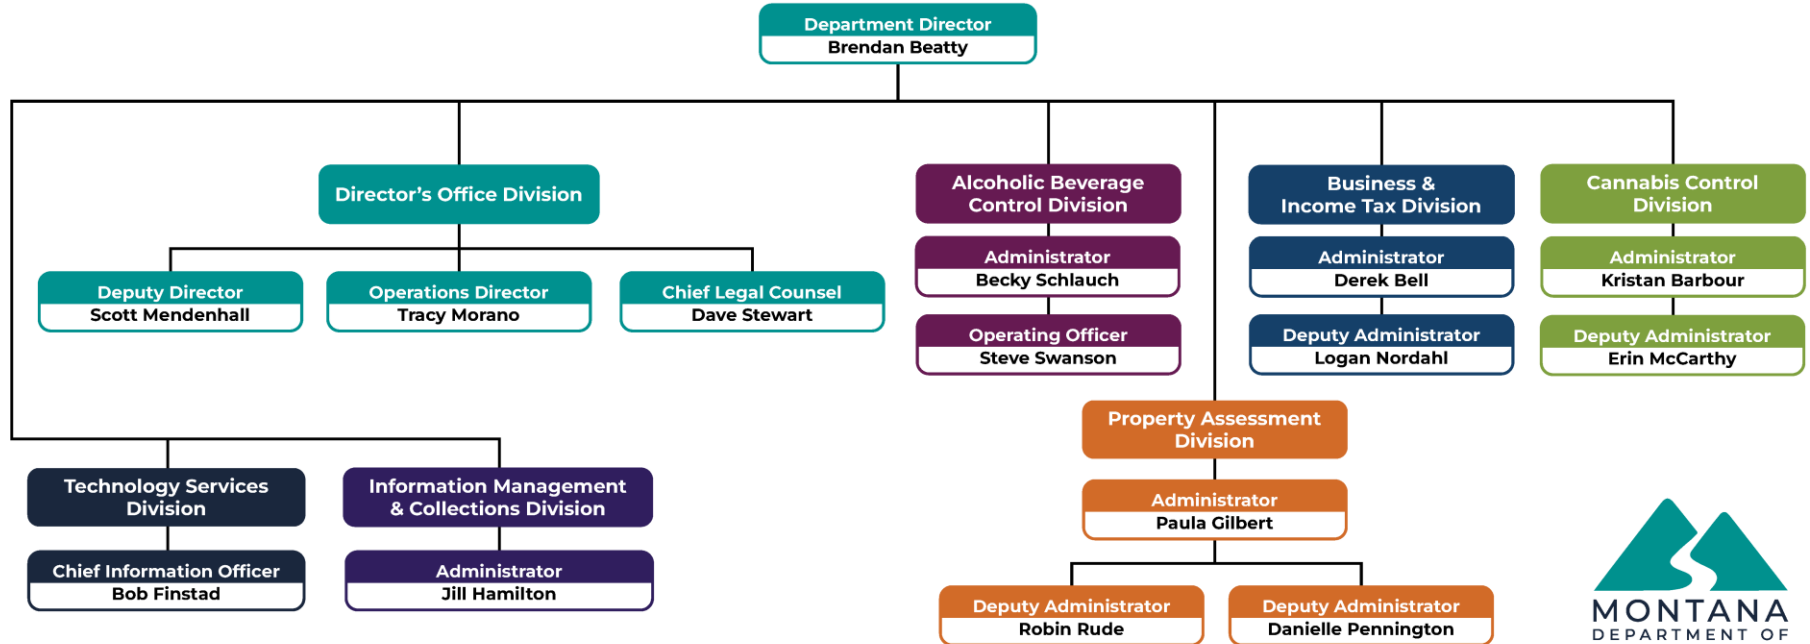 Department Director
Brendan Beatty
Director's Office Division
Deputy Director
Scott Mendenhall
Operations Director
Tracy Morano
Chief Legal Counsel
Dave Stewart
Alcoholic Beverage
Control Division
Administrator
Becky Schlauch
Operating Officer
Steve Swanson
Business &
Income Tax Division
Administrator
Derek Bell
Deputy Administrator
Logan Nordahl
Cannabis Control
Division
Administrator
Kristan Barbour
Deputy Administrator
Erin McCarthy
Technology Services
Division
Chief Information Officer
Bob Finstad
Information Management
& Collections Division
Administrator
Jill Hamilton
Property Assessment
Division
Administrator
Paula Gilbert
Deputy Administrator
Robin Rude
Deputy Administrator
Danielle Pennington
MONTANA
DEPARTMENT OF